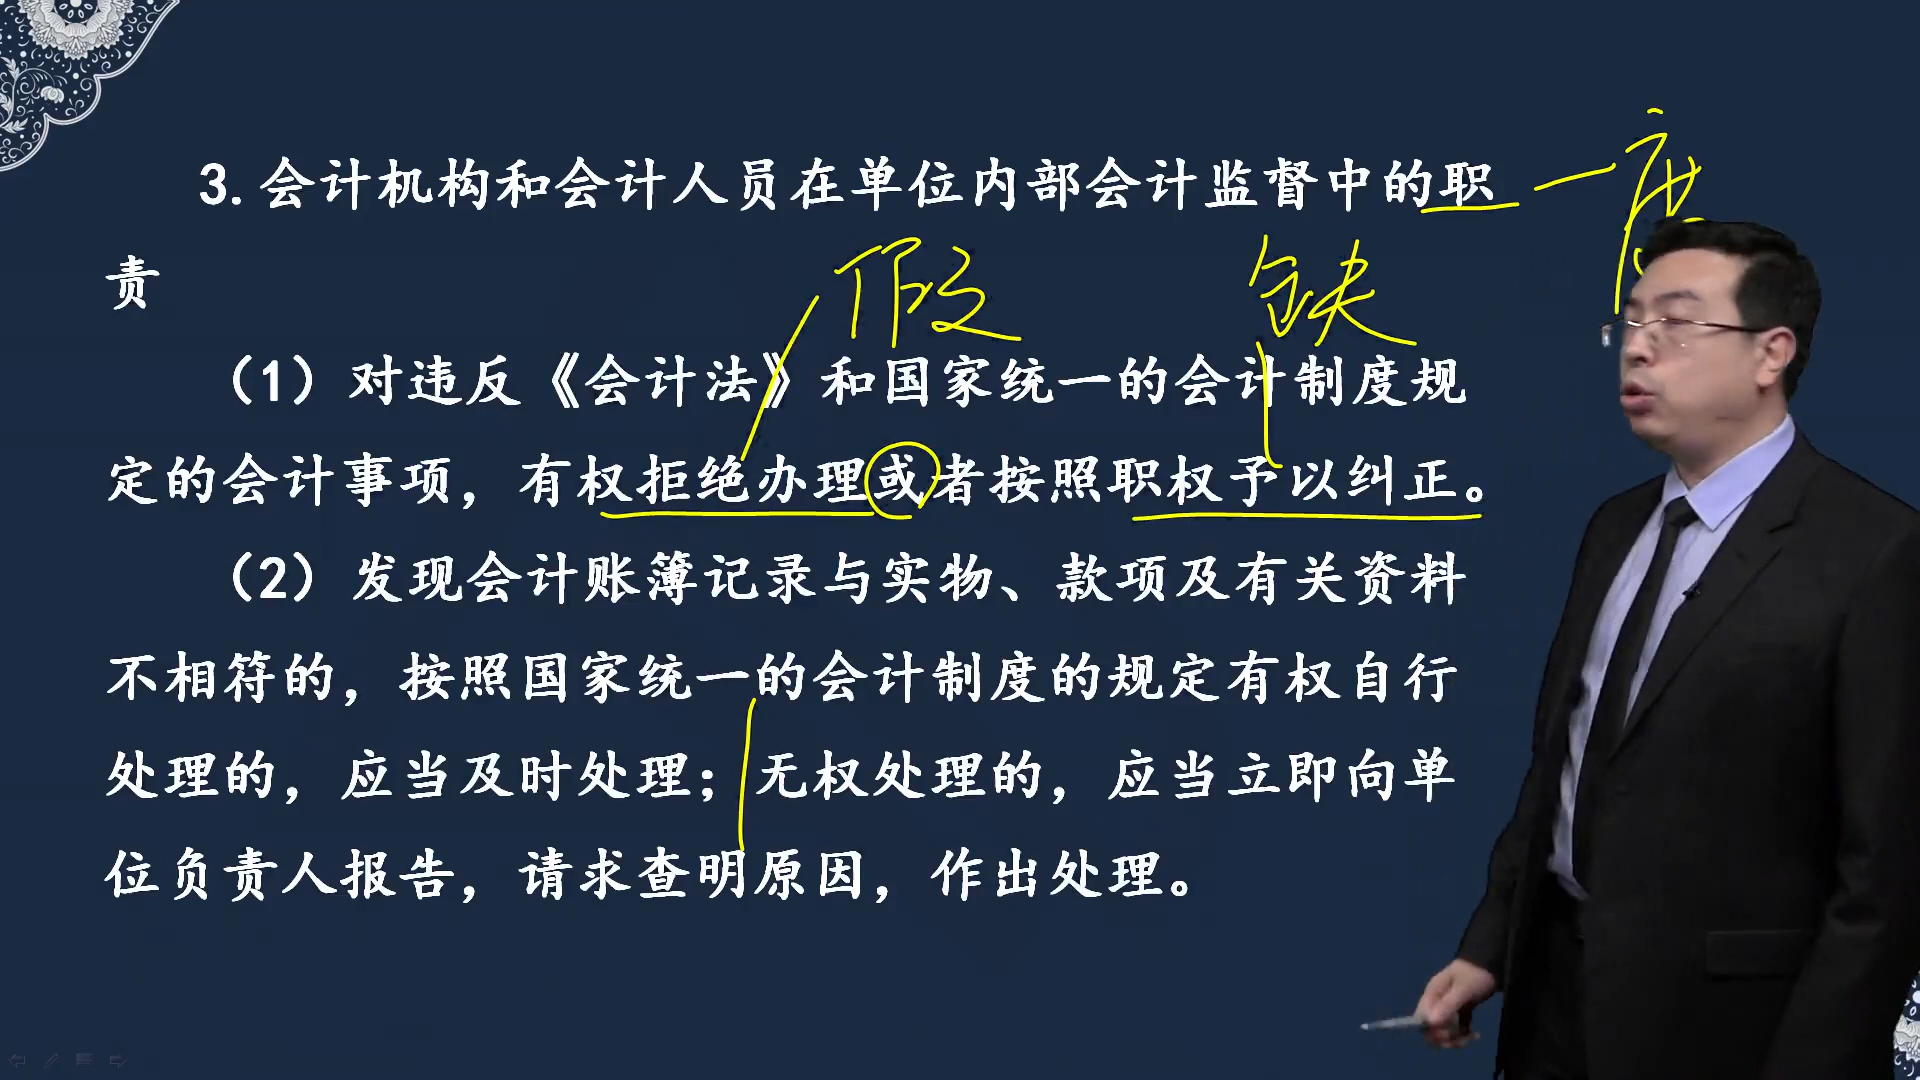 3.会计机构和会计人员在单位内部会计监督中的职
责
假 缺
（1）对违反《会计法》和国家统一的会计制度规
定的会计事项，有权拒绝办理或者按照职权予以纠正。
（2）发现会计账簿记录与实物、款项及有关资料
不相符的，按照国家统一的会计制度的规定有权自行
处理的，应当及时处理；无权处理的，应当立即向单
位负责人报告，请求查明原因，作出处理。